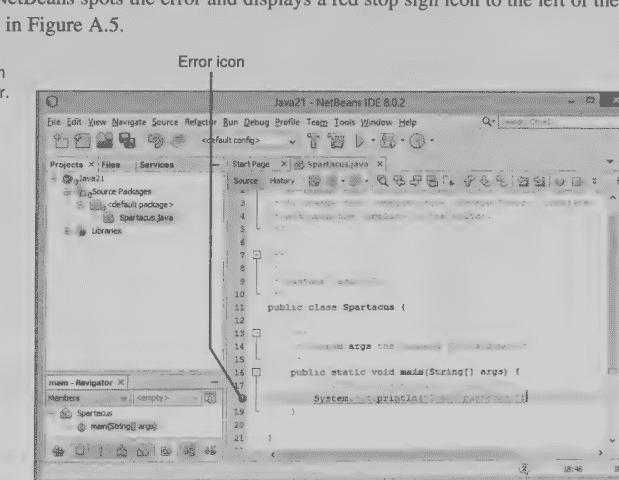 NetBeans spots the error and displays a red stop sign icon to the left of the
in Figure A.5.
Error icon
Java21 - NetBeans IDE 8.0.2
File Edit View Navigate Source Refactor Run Debug Profile Team Tools Window Help
<default config>
Projects × Files Services
Start Page × Spartacus.java ×
Source History
Java21
Source Packages
<default package>
Spartacus.java
Libraries
3
4
5
6
7
8
9
10
11 public class Spartacus {
12
13
14 args the
15
16 public static void main(String[] args) {
17
System. println(
19 }
20
21 }
main - Navigator ×
Members <empty>
Spartacus
main(String[] args)
18:46